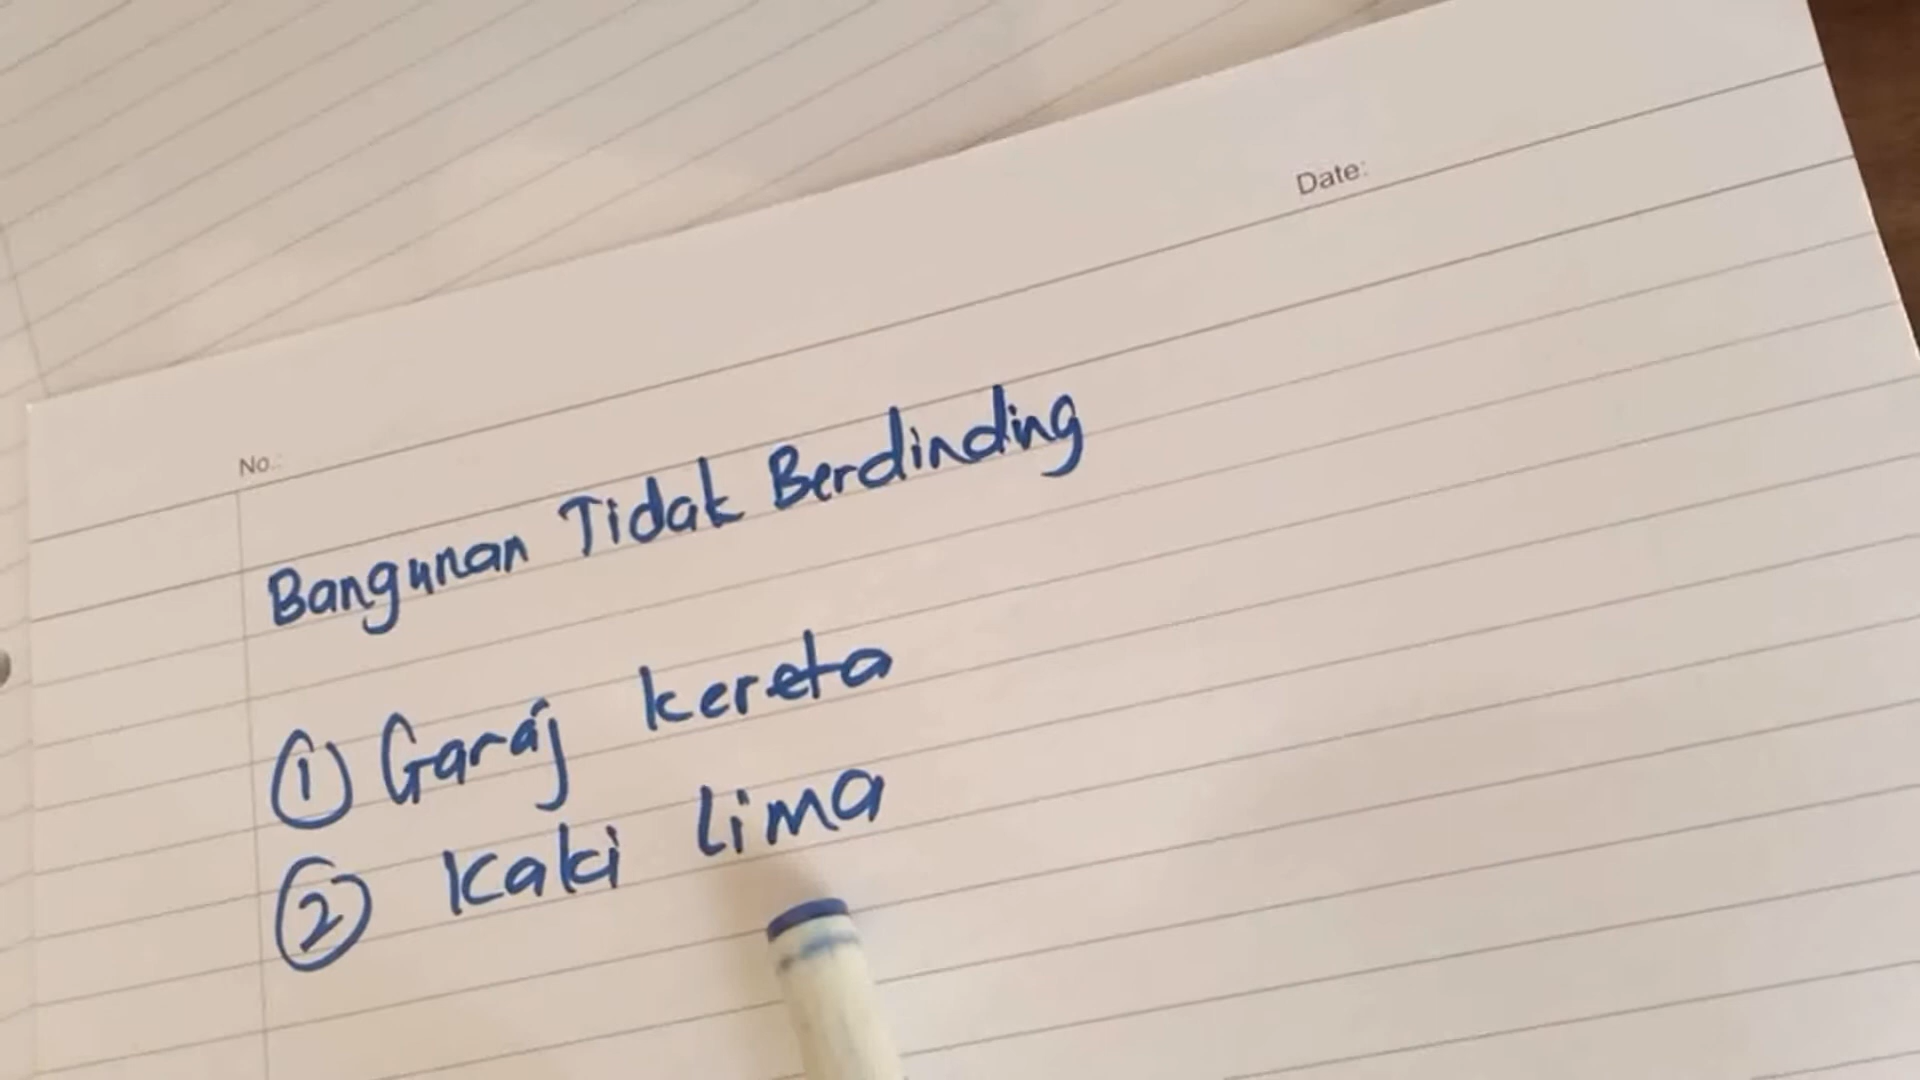 Date:
No.:
Bangunan Tidak Berdinding
① Garaj kereta
② Kaki lima